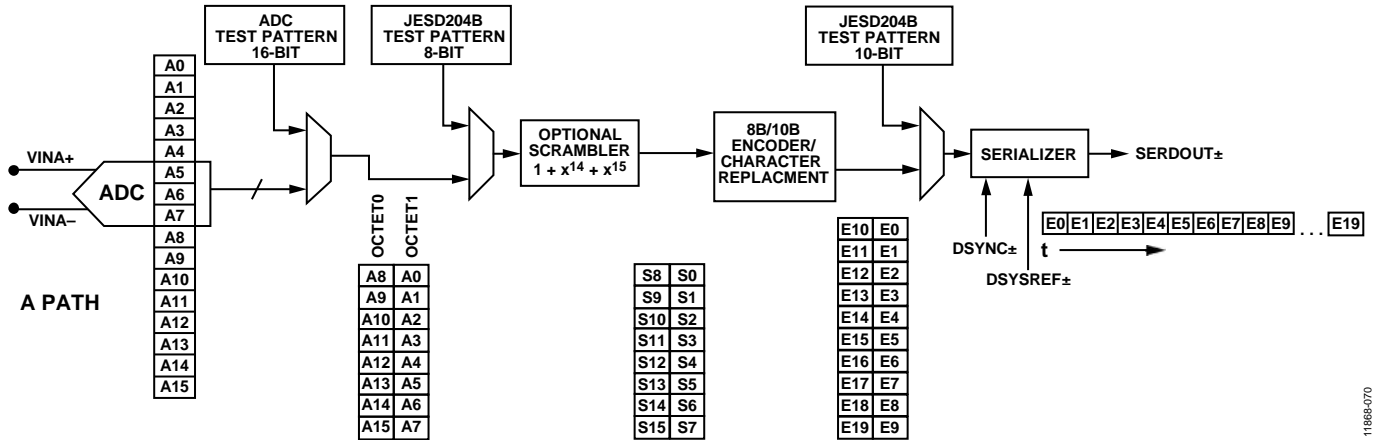 ADC
TEST PATTERN
16-BIT
JESD204B
TEST PATTERN
8-BIT
JESD204B
TEST PATTERN
10-BIT
A0
A1
A2
A3
A4
A5
A6
A7
A8
A9
A10
A11
A12
A13
A14
A15
VINA+
ADC
VINA–
A PATH
OCTET0
OCTET1
A8 A0
A9 A1
A10 A2
A11 A3
A12 A4
A13 A5
A14 A6
A15 A7
OPTIONAL
SCRAMBLER
1 + x14 + x15
S8 S0
S9 S1
S10 S2
S11 S3
S12 S4
S13 S5
S14 S6
S15 S7
8B/10B
ENCODER/
CHARACTER
REPLACMENT
E10 E0
E11 E1
E12 E2
E13 E3
E14 E4
E15 E5
E16 E6
E17 E7
E18 E8
E19 E9
SERIALIZER
SERDOUT±
DSYNC±
DSYSREF±
E0 E1 E2 E3 E4 E5 E6 E7 E8 E9 . . . E19
t
11868-070